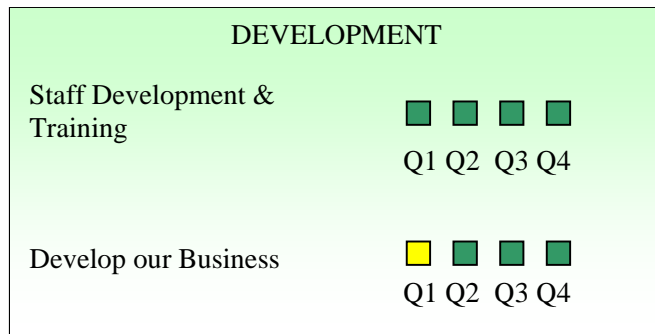 DEVELOPMENT
Staff Development &
Training
Q1 Q2 Q3 Q4
Develop our Business
Q1 Q2 Q3 Q4